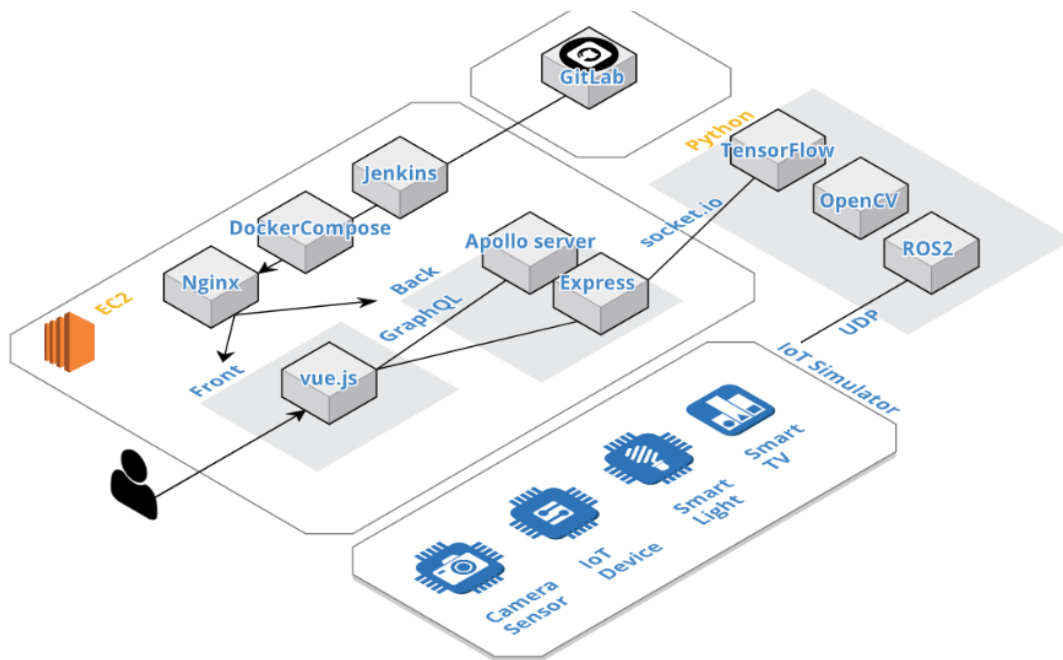 GitLab
Python
TensorFlow
Jenkins
OpenCV
DockerCompose
socket.io
Apollo server
ROS2
Nginx
Back
Express
EC2
GraphQL
UDP
Front
vue.js
IoT Simulator
Smart
TV
Smart
Light
IoT
Device
Camera
Sensor